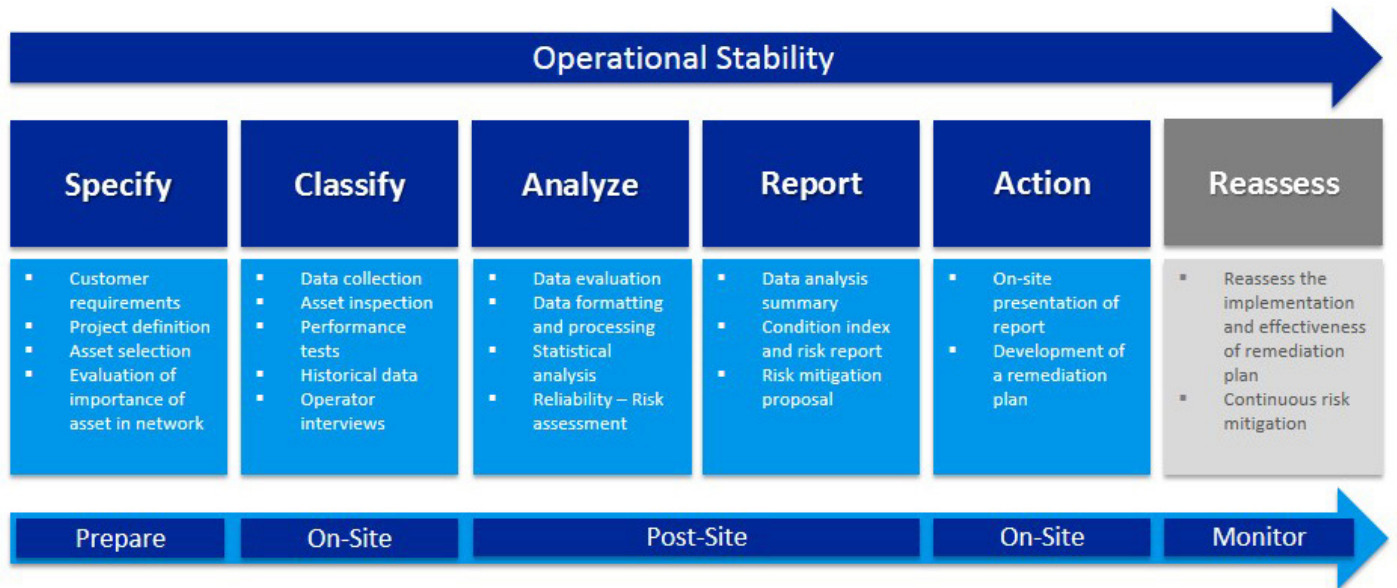 Operational Stability
Specify
Classify
Analyze
Report
Action
Reassess
▪ Customer
requirements
▪ Project definition
▪ Asset selection
▪ Evaluation of
importance of
asset in network
▪ Data collection
▪ Asset inspection
▪ Performance
tests
▪ Historical data
▪ Operator
interviews
▪ Data evaluation
▪ Data formatting
and processing
▪ Statistical
analysis
▪ Reliability – Risk
assessment
▪ Data analysis
summary
▪ Condition index
and risk report
▪ Risk mitigation
proposal
▪ On-site
presentation of
report
▪ Development of
a remediation
plan
▪ Reassess the
implementation
and effectiveness
of remediation
plan
▪ Continuous risk
mitigation
Prepare
On-Site
Post-Site
On-Site
Monitor